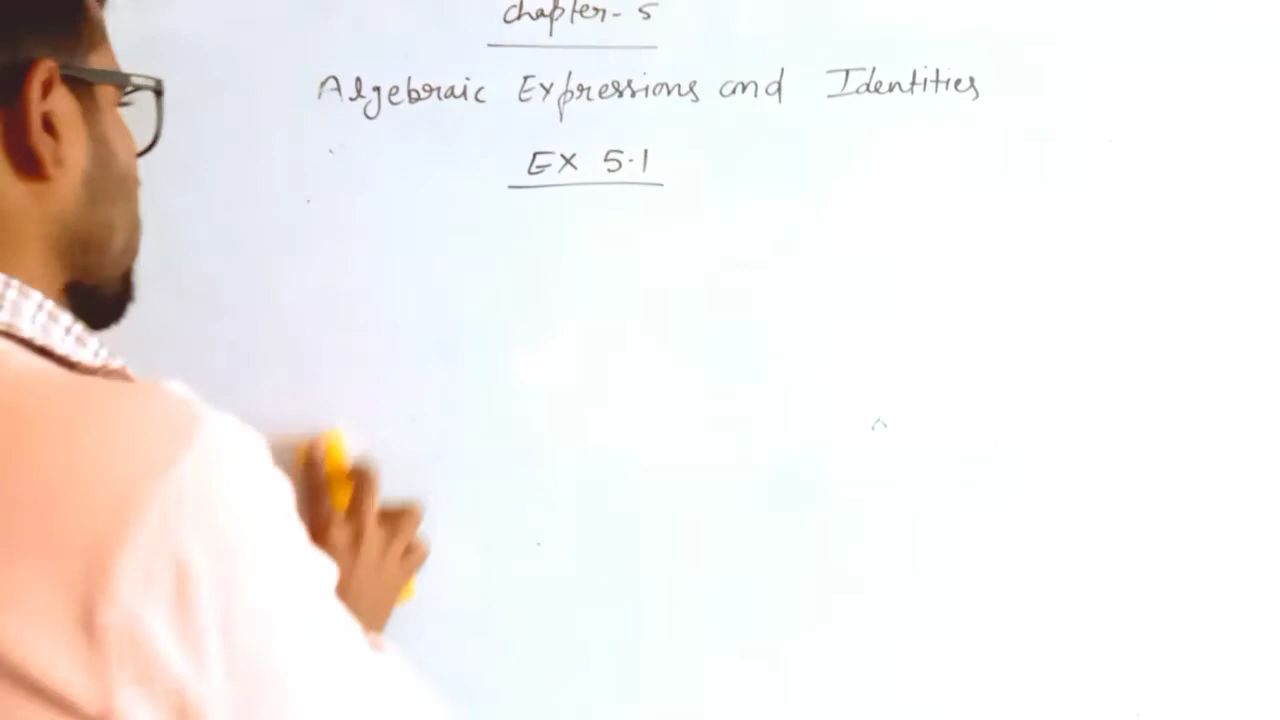 Chapter - 5
Algebraic Expressions and Identities
Ex 5.1